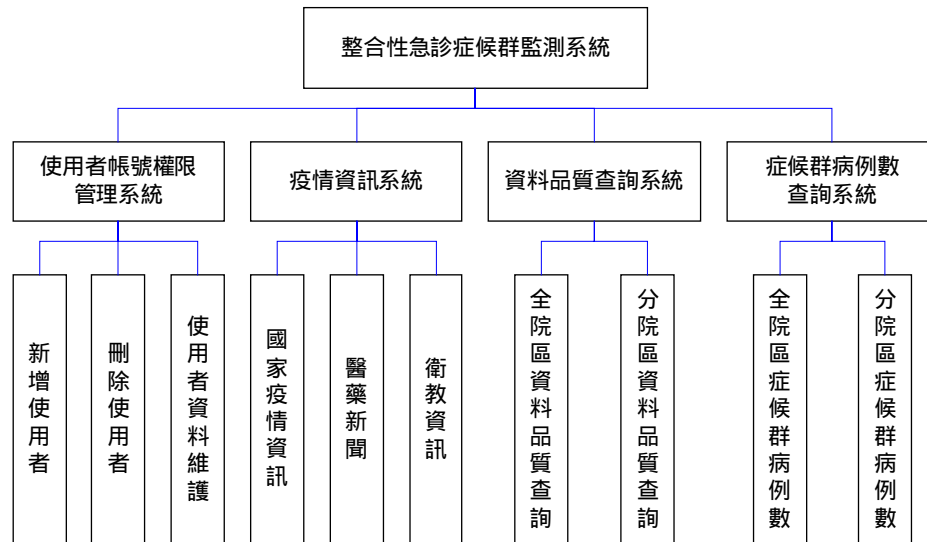 整合性急診症候群監測系統
使用者帳號權限
管理系統
疫情資訊系統
資料品質查詢系統
症候群病例數
查詢系統
新增使用者
刪除使用者
使用者資料維護
國家疫情資訊
醫藥新聞
衛教資訊
全院區資料品質查詢
分院區資料品質查詢
全院區症候群病例數
分院區症候群病例數